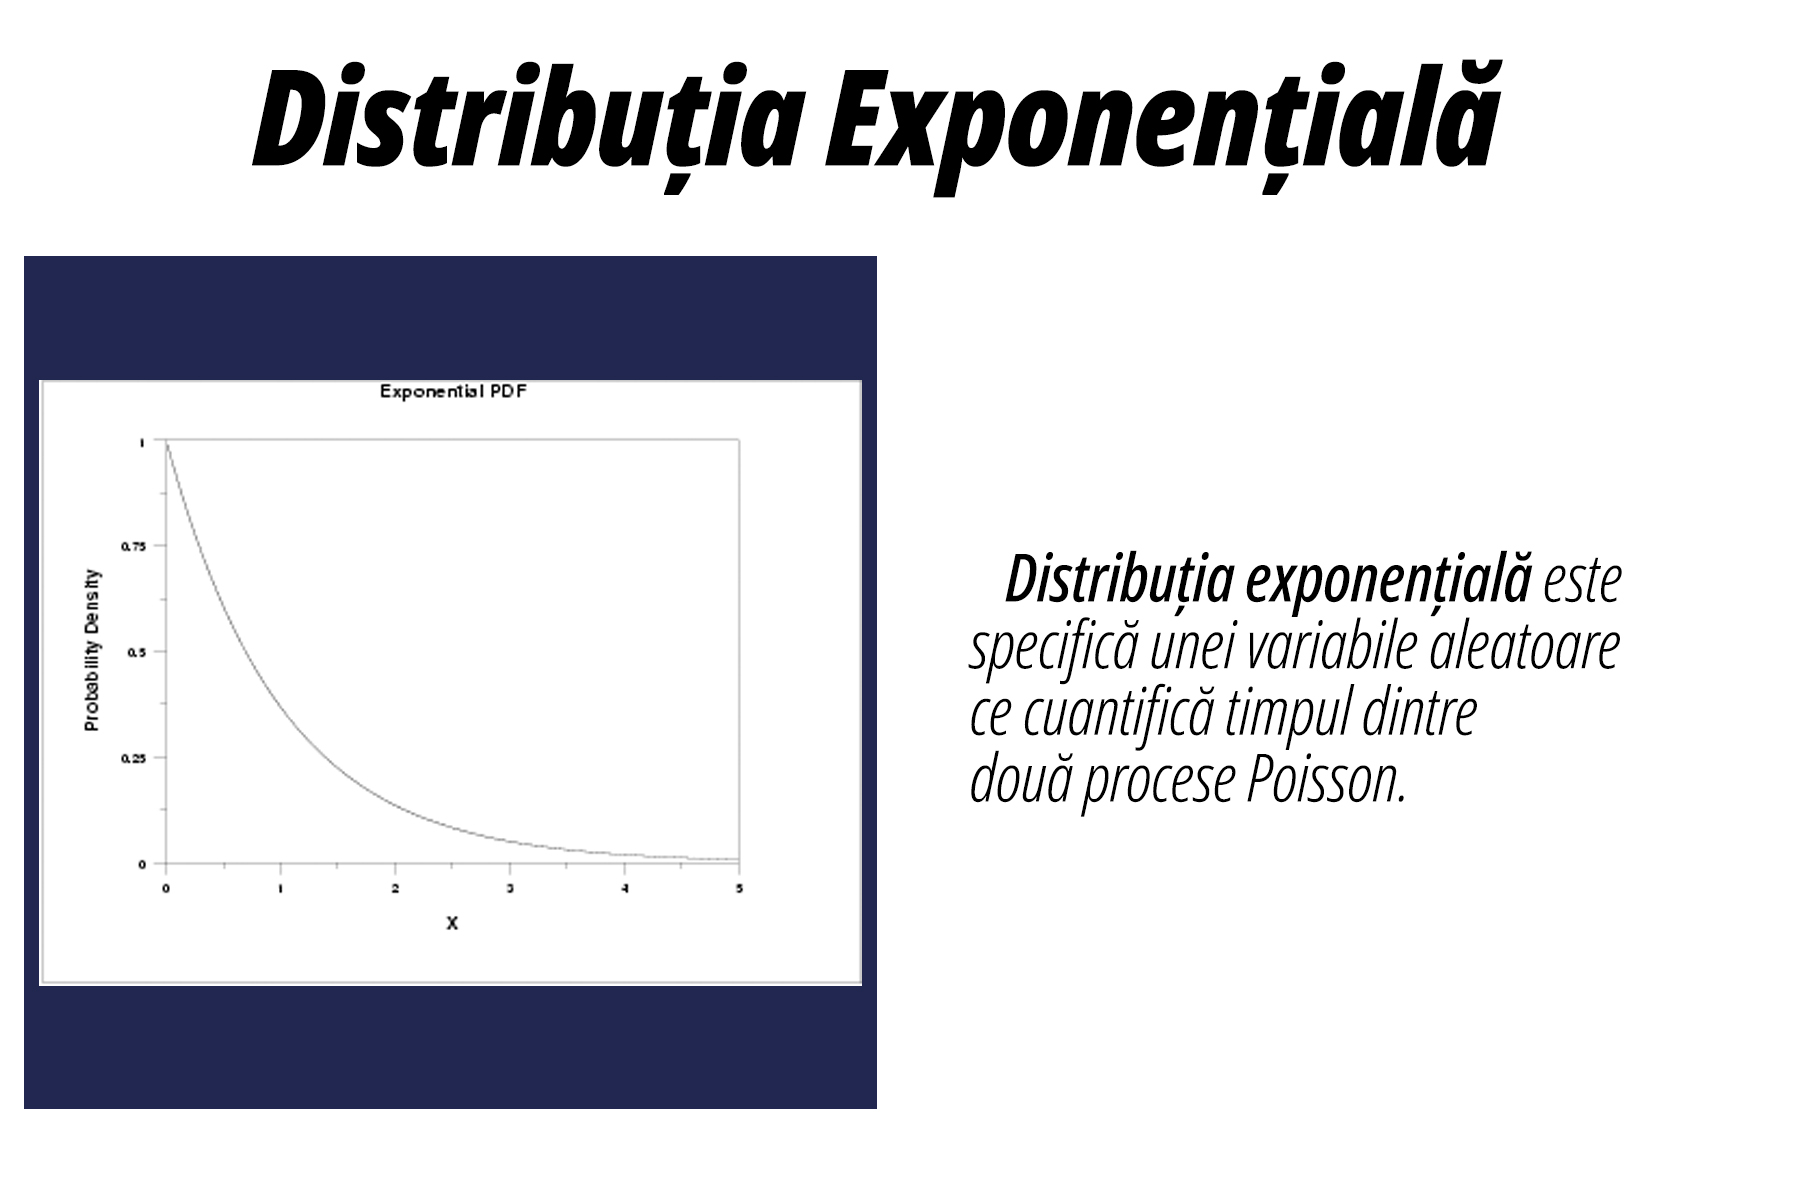 Distribuția Exponențială
Exponential PDF
1
0.75
0.5
0.25
0
Probability Density
0 1 2 3 4 5
X
Distribuția exponențială este
specifică unei variabile aleatoare
ce cuantifică timpul dintre
două procese Poisson.